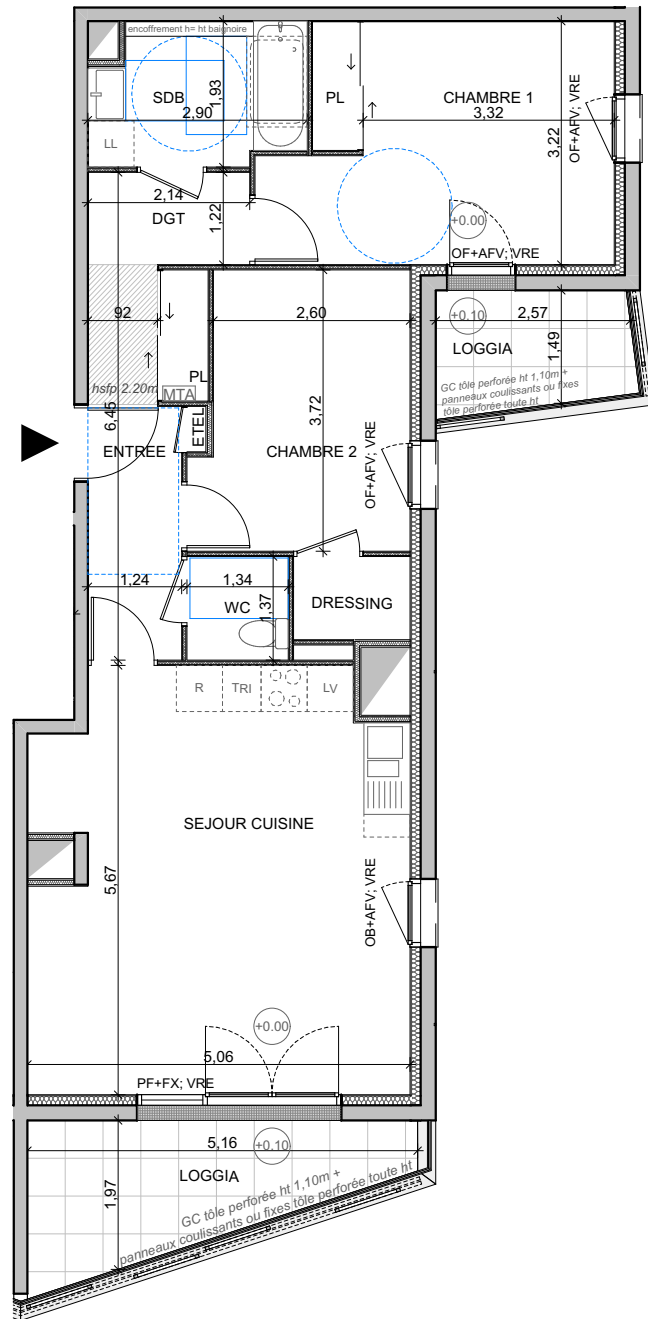 encoffrement h= ht baignoire
SDB
1,93
2,90
LL
PL
CHAMBRE 1
3,32
3,22
OF+AFV; VRE
2,14
DGT
1,22
+0.00
OF+AFV; VRE
92
2,60
+0.10
2,57
LOGGIA
1,49
GC tôle perforée ht 1,10m +
panneaux coulissants ou fixes
tôle perforée toute ht
hsfp 2.20m
PL
MTA
6,45
ETEL
ENTREE
3,72
CHAMBRE 2
OF+AFV; VRE
1,24
1,34
WC
1,37
DRESSING
R
TRI
LV
SEJOUR CUISINE
5,67
OB+AFV; VRE
+0.00
5,06
PF+FX; VRE
5,16
+0.10
LOGGIA
1,97
GC tôle perforée ht 1,10m +
panneaux coulissants ou fixes tôle perforée toute ht